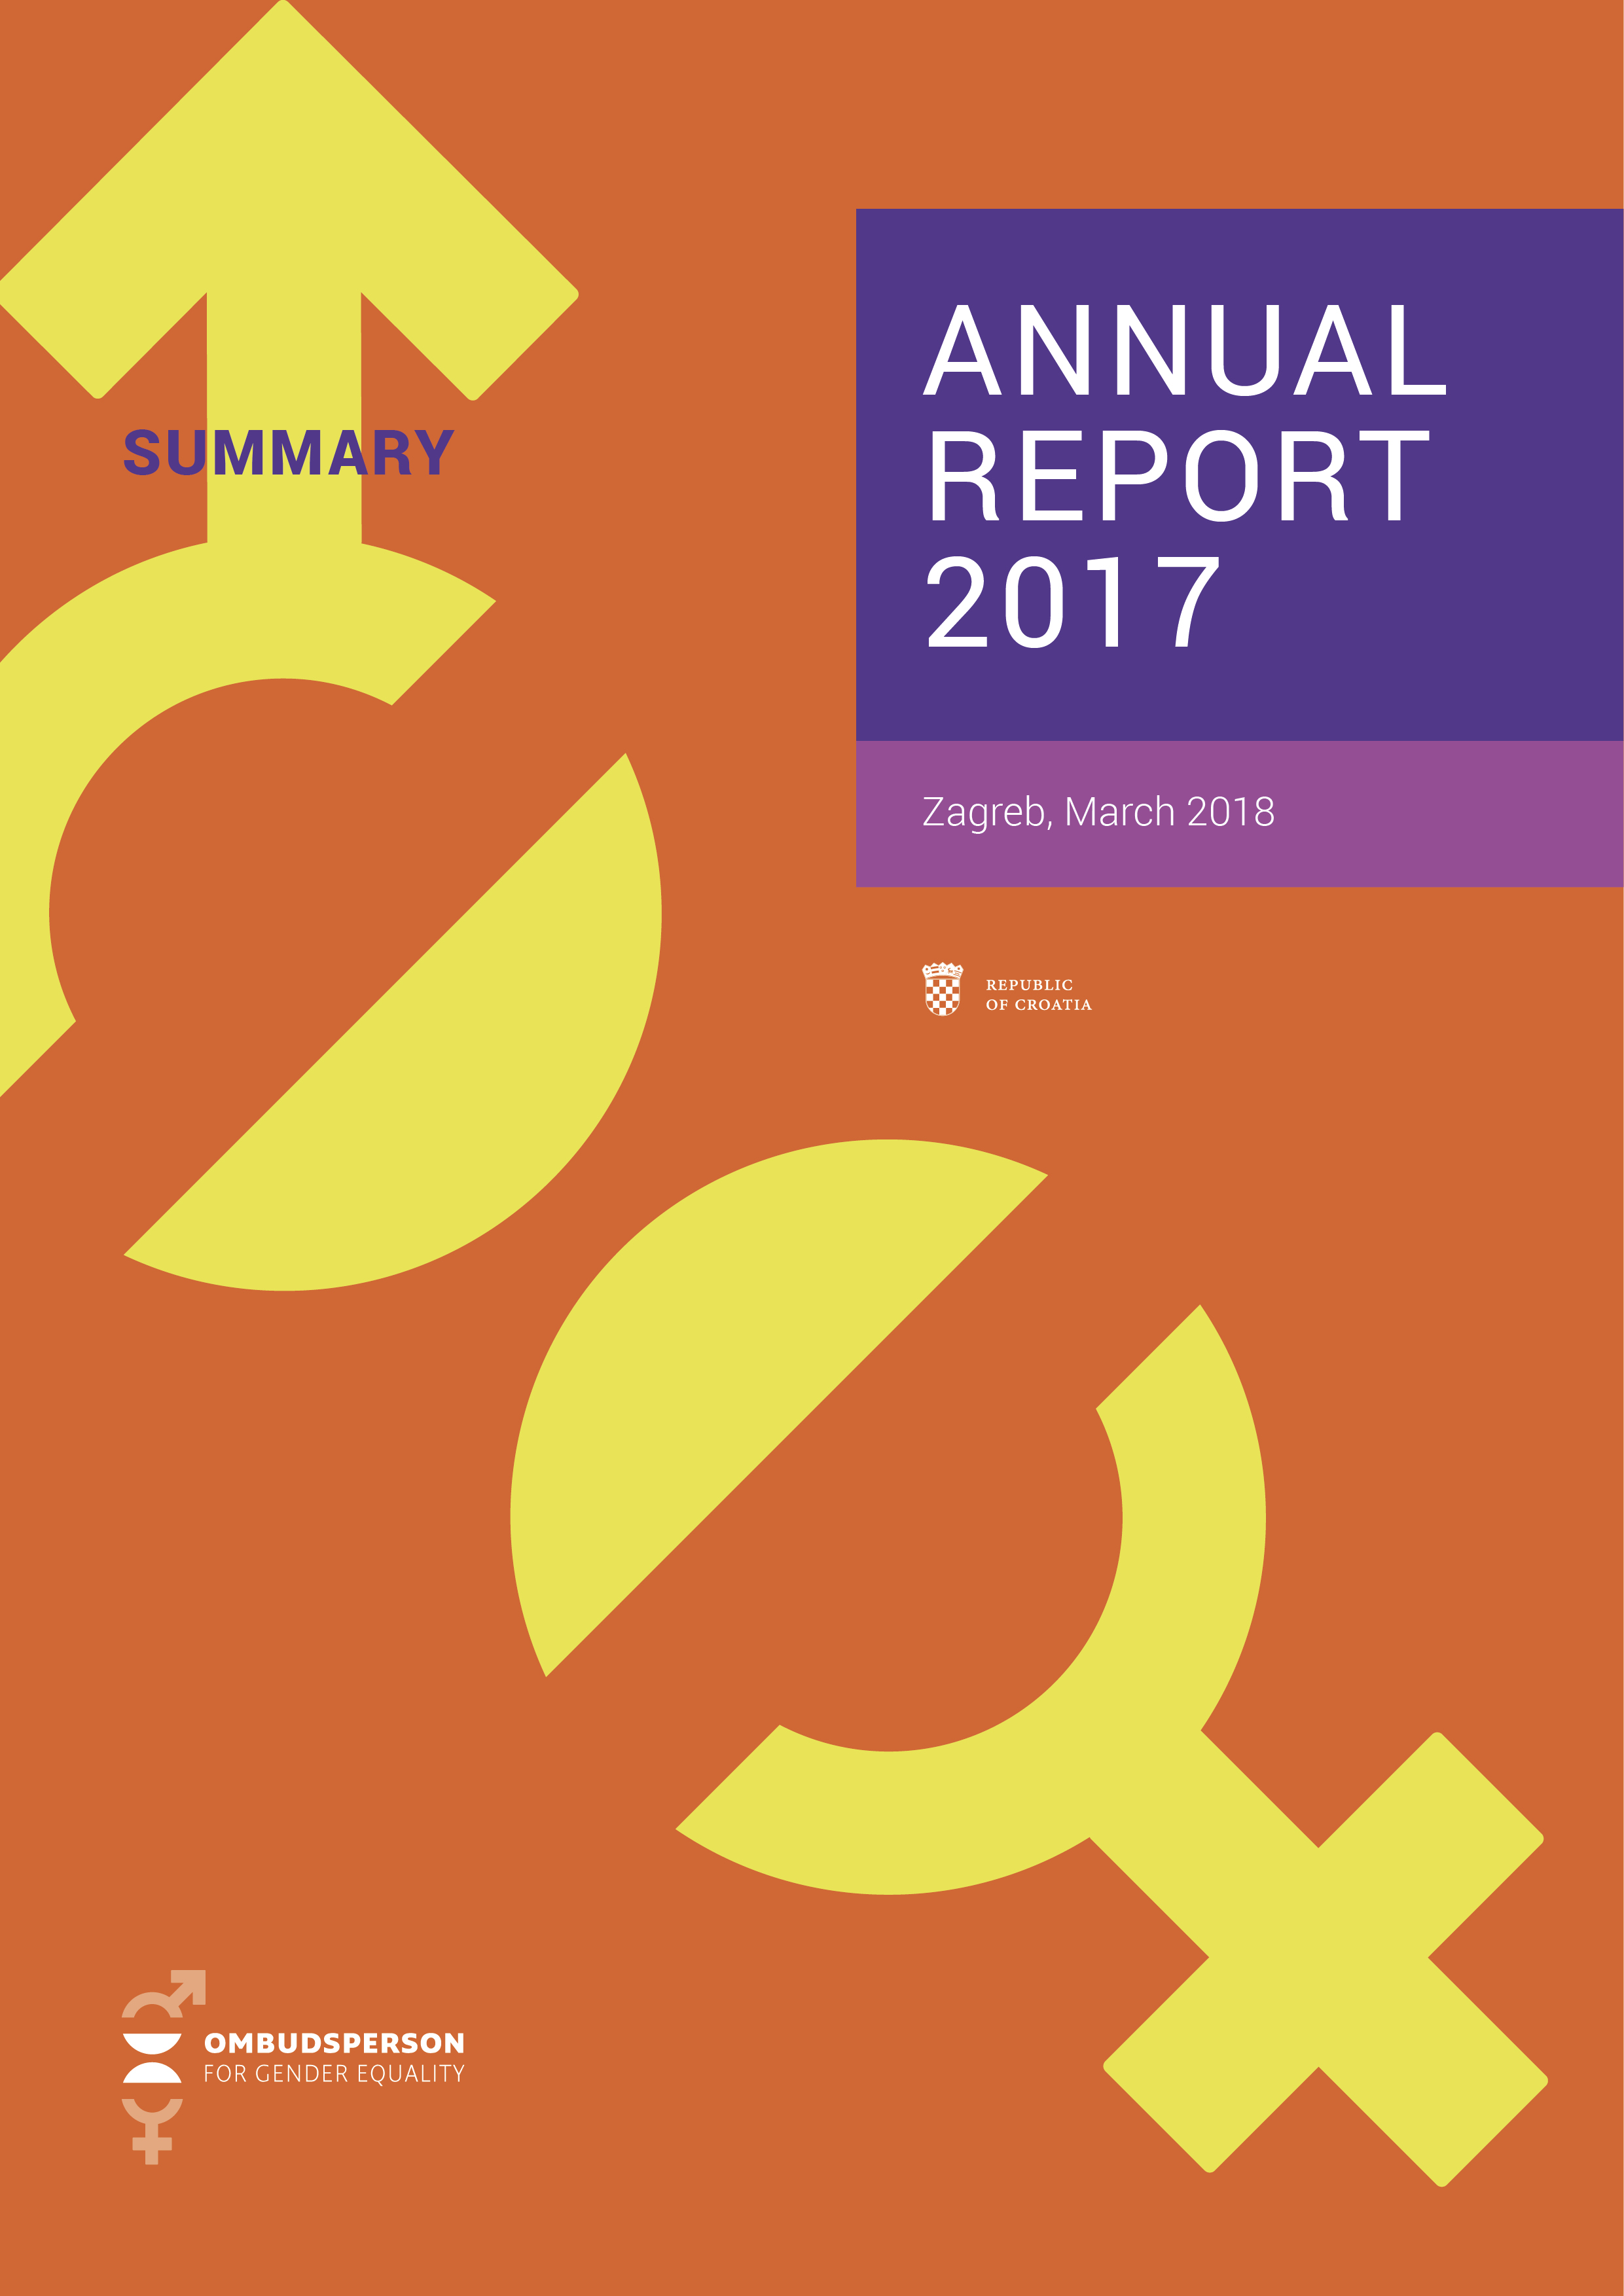 SUMMARY
ANNUAL
REPORT
2017
Zagreb, March 2018
REPUBLIC
OF CROATIA
OMBUDSPERSON
FOR GENDER EQUALITY